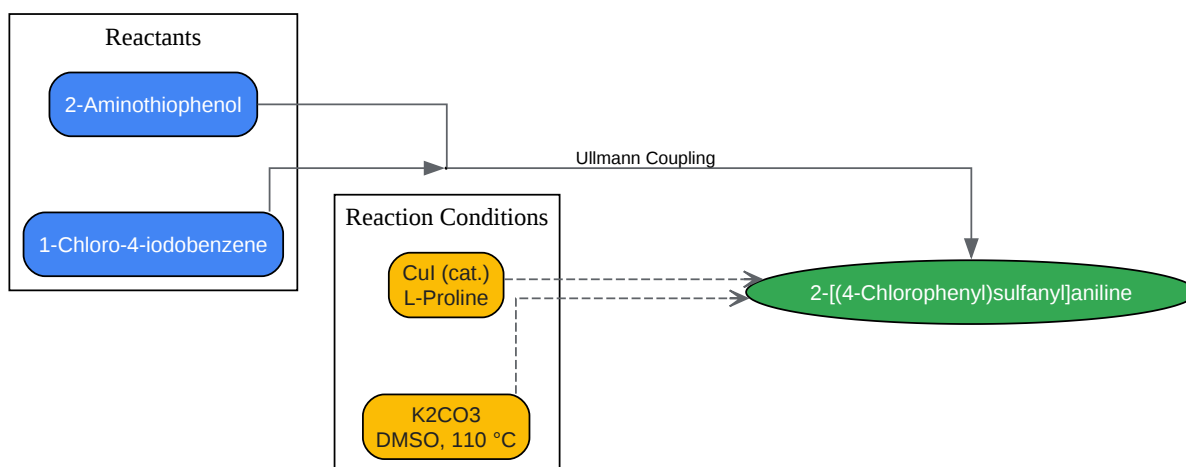 Reactants
2-Aminothiophenol
1-Chloro-4-iodobenzene
Ullmann Coupling
Reaction Conditions
CuI (cat.)
L-Proline
K2CO3
DMSO, 110 °C
2-[(4-Chlorophenyl)sulfanyl]aniline